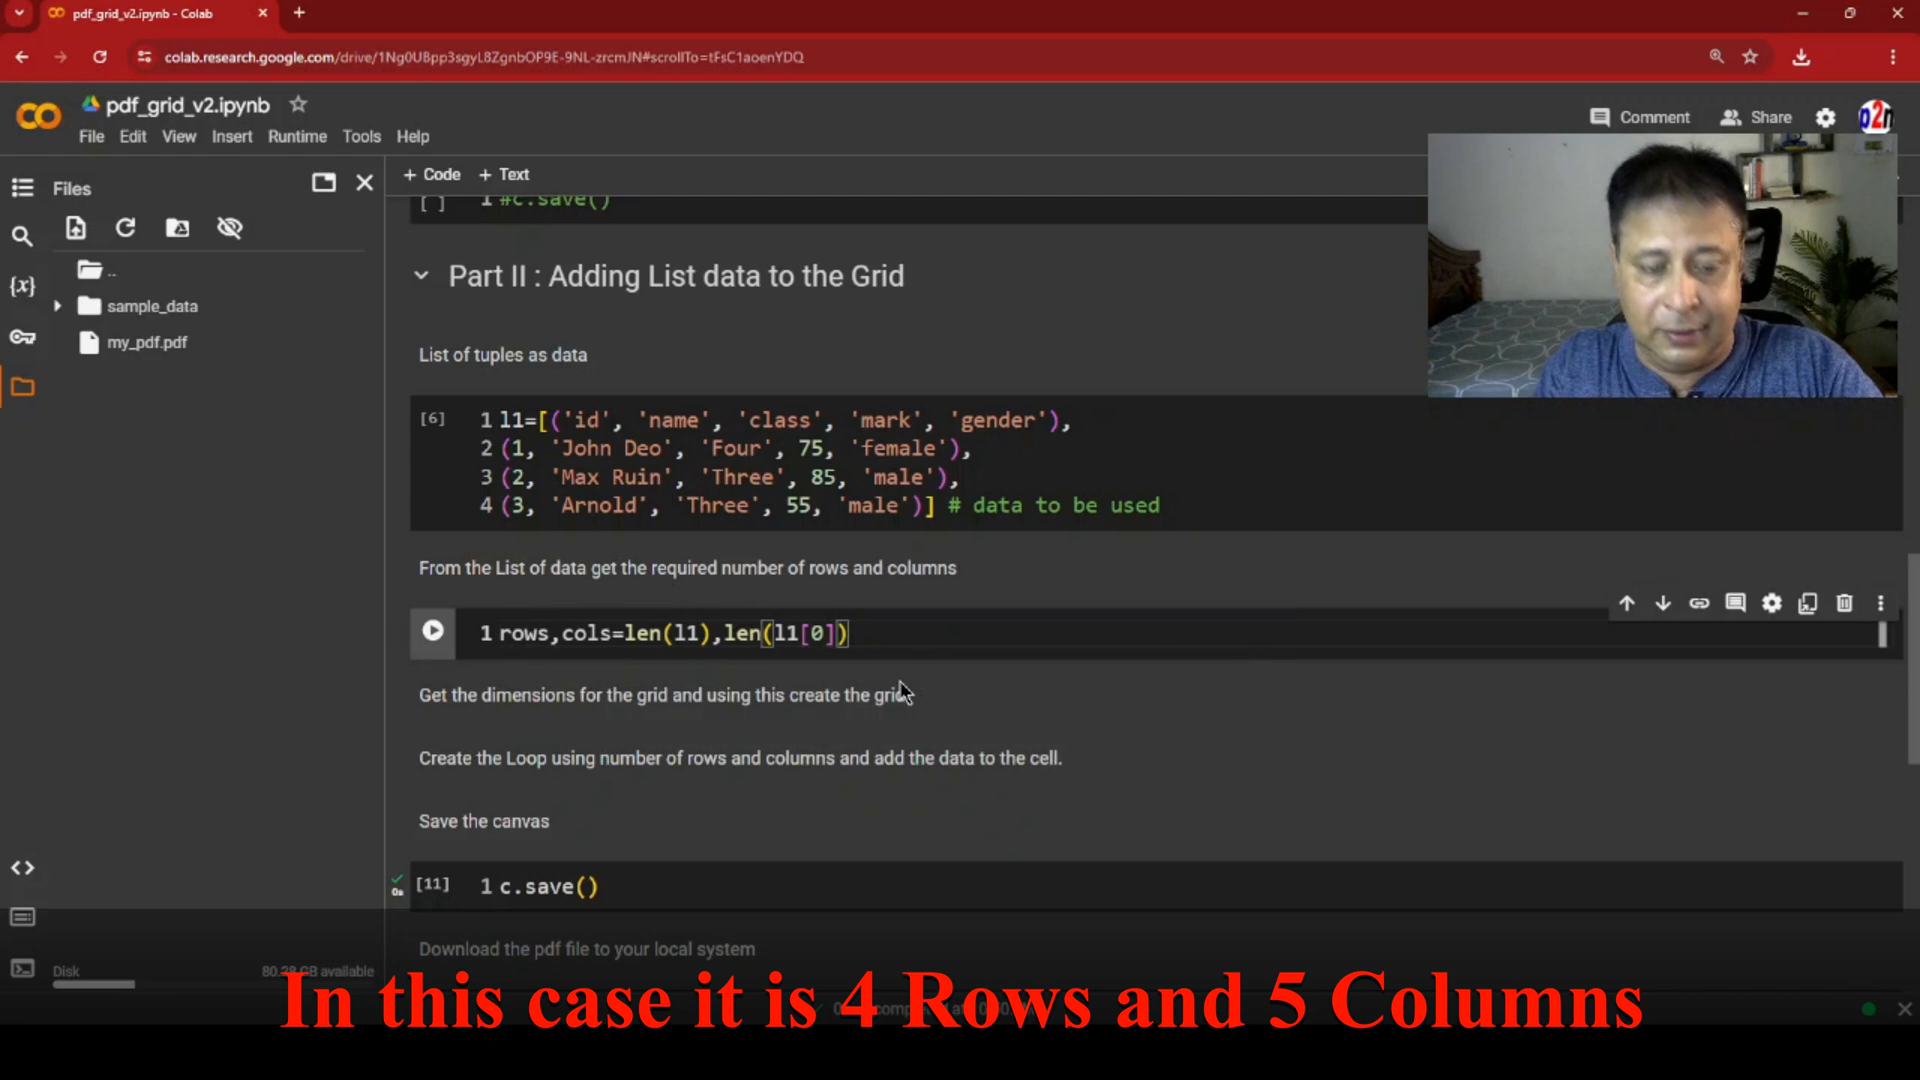 pdf_grid_v2.ipynb - Colab
colab.research.google.com/drive/1Ng0U8pp3sgyL8ZgnbOP9E-9NL-zrcmJN#scrollTo=tFsC1aoenYDQ
pdf_grid_v2.ipynb
File Edit View Insert Runtime Tools Help
Comment Share
Files
+ Code + Text
[ ] 1 #c.save()
..
sample_data
my_pdf.pdf
Part II : Adding List data to the Grid
List of tuples as data
[6] 1 l1=[('id', 'name', 'class', 'mark', 'gender'),
2 (1, 'John Deo', 'Four', 75, 'female'),
3 (2, 'Max Ruin', 'Three', 85, 'male'),
4 (3, 'Arnold', 'Three', 55, 'male')] # data to be used
From the List of data get the required number of rows and columns
1 rows,cols=len(l1),len(l1[0])
Get the dimensions for the grid and using this create the grid
Create the Loop using number of rows and columns and add the data to the cell.
Save the canvas
0s [11] 1 c.save()
Download the pdf file to your local system
Disk 80.28 GB available
In this case it is 4 Rows and 5 Columns